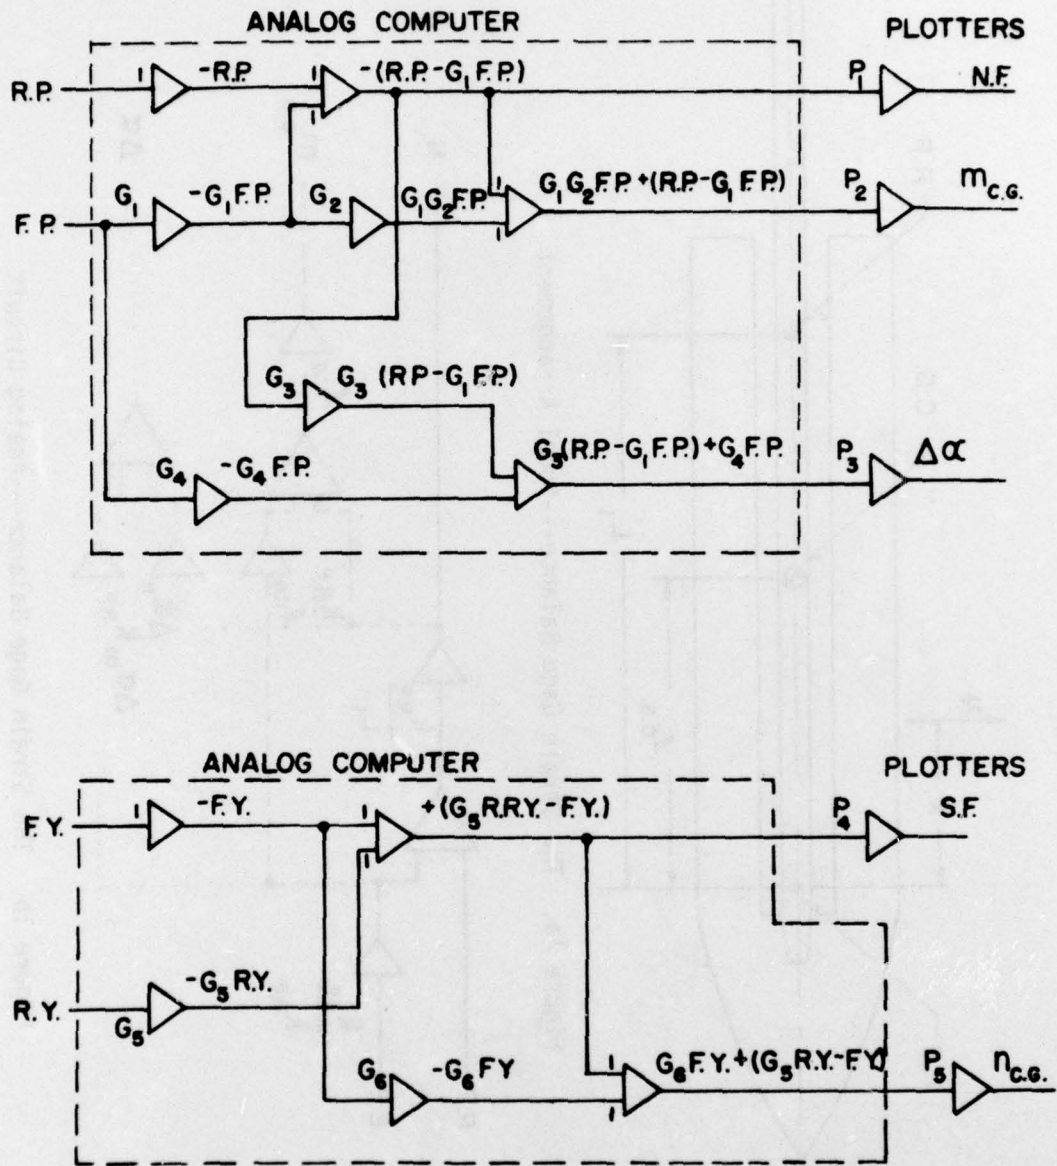 ANALOG COMPUTER
PLOTTERS
R.P.
1
-R.P.
1
1
-(R.P.-G₁F.P.)
P₁
N.F.
F.P.
G₁
-G₁F.P.
G₂
G₁G₂F.P.
1
1
G₁G₂F.P.+(R.P.-G₁F.P.)
P₂
m C.G.
G₃
G₃(RP-G₁F.P.)
G₄
-G₄F.P.
G₃(R.P.-G₁F.P.)+G₄F.P.
P₃
Δα
ANALOG COMPUTER
PLOTTERS
F.Y.
1
-F.Y.
1
1
+(G₅R.R.Y.-F.Y.)
P₄
S.F.
R.Y.
G₅
-G₅R.Y.
G₆
-G₆FY
1
1
G₆F.Y.+(G₅R.Y.-F.Y.)
P₅
n C.G.